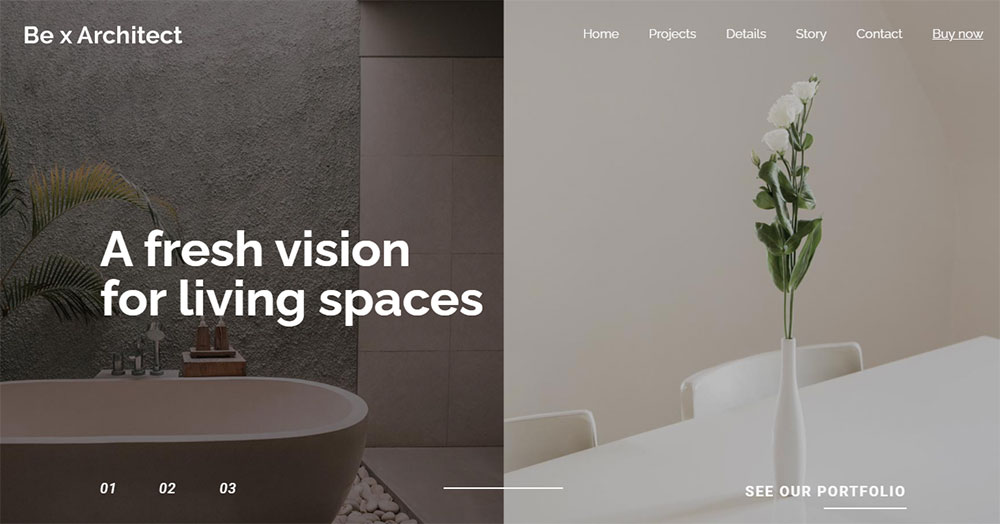 Be x Architect
Home Projects Details Story Contact Buy now
A fresh vision
for living spaces
01 02 03
SEE OUR PORTFOLIO